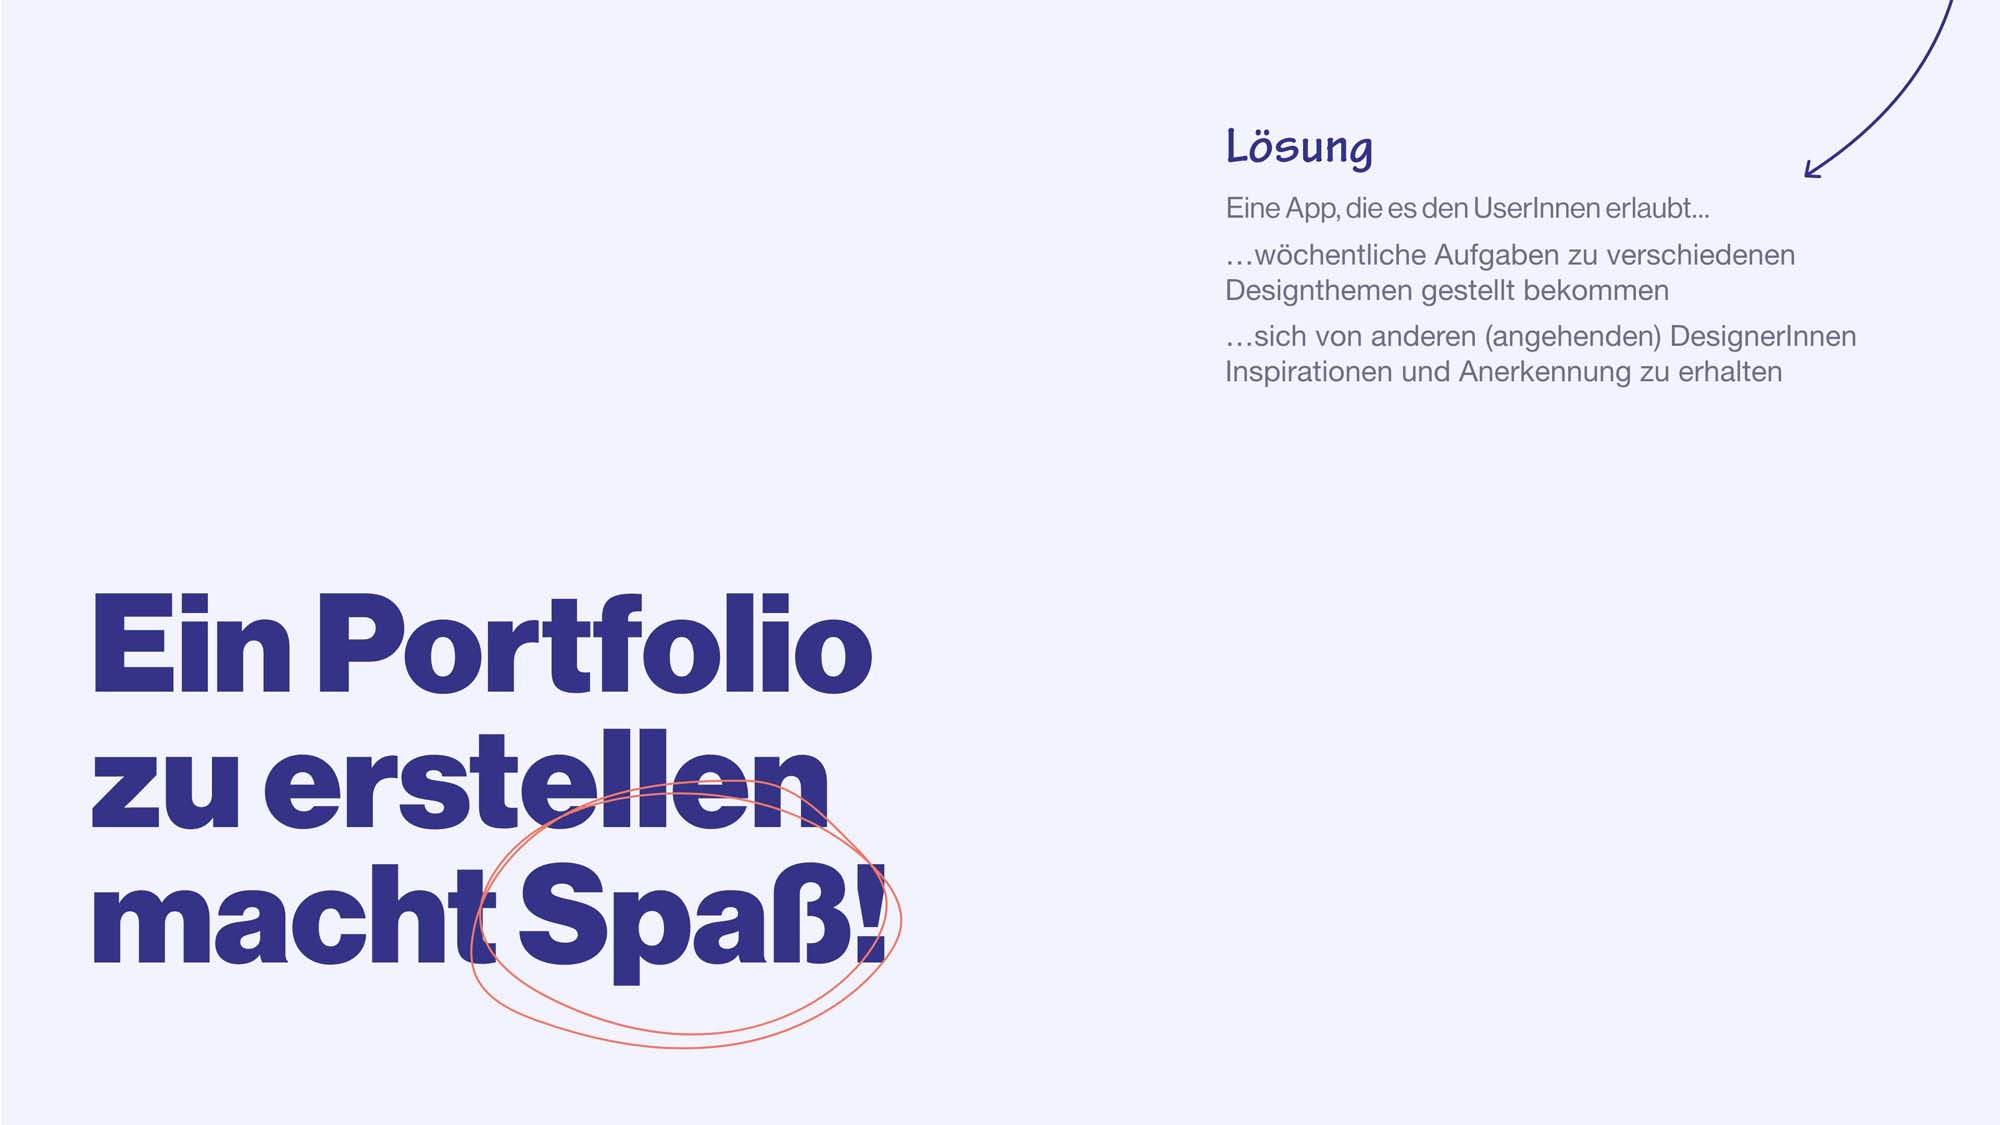 Lösung
Eine App, die es den UserInnen erlaubt...
...wöchentliche Aufgaben zu verschiedenen
Designthemen gestellt bekommen
...sich von anderen (angehenden) DesignerInnen
Inspirationen und Anerkennung zu erhalten
Ein Portfolio
zu erstellen
macht Spaß!